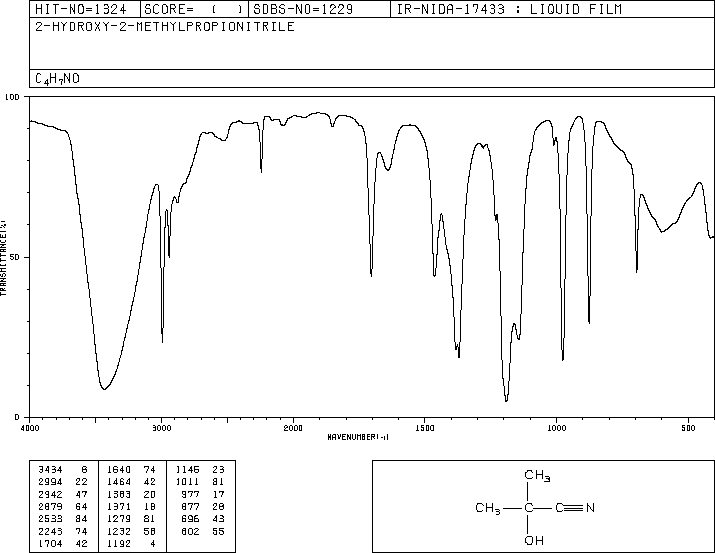 HIT-NO=1324 SCORE= ( ) SDBS-NO=1229 IR-NIDA-17433 : LIQUID FILM
2-HYDROXY-2-METHYLPROPIONITRILE
C4H7NO
100
50
0
TRANSMITTANCE(%)
4000 3000 2000 1500 1000 500
WAVENUMBER(-1)
3434 8 1640 74 1146 23
2994 22 1464 42 1011 81
2942 47 1383 20 977 17
2879 64 1371 18 877 28
2533 84 1279 81 696 43
2243 74 1232 58 602 55
1704 42 1192 4
CH3
CH3 C C N
OH